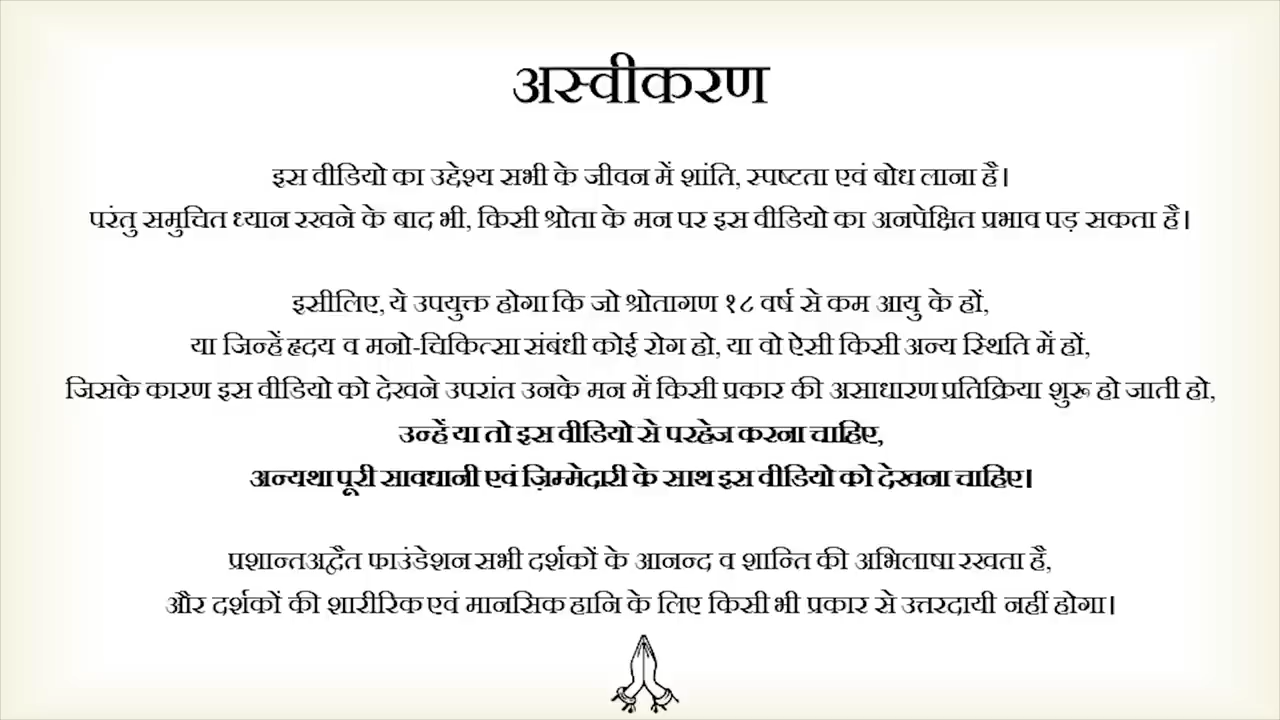 अस्वीकरण
इस वीडियो का उद्देश्य सभी के जीवन में शांति, स्पष्टता एवं बोध लाना है।
परंतु समुचित ध्यान रखने के बाद भी, किसी श्रोता के मन पर इस वीडियो का अनपेक्षित प्रभाव पड़ सकता है।
इसीलिए, ये उपयुक्त होगा कि जो श्रोतागण १८ वर्ष से कम आयु के हों,
या जिन्हें हृदय व मनो-चिकित्सा संबंधी कोई रोग हो, या वो ऐसी किसी अन्य स्थिति में हों,
जिसके कारण इस वीडियो को देखने उपरांत उनके मन में किसी प्रकार की असाधारण प्रतिक्रिया शुरू हो जाती हो,
उन्हें या तो इस वीडियो से परहेज करना चाहिए,
अन्यथा पूरी सावधानी एवं ज़िम्मेदारी के साथ इस वीडियो को देखना चाहिए।
प्रशान्तअद्वैत फाउंडेशन सभी दर्शकों के आनन्द व शान्ति की अभिलाषा रखता है,
और दर्शकों की शारीरिक एवं मानसिक हानि के लिए किसी भी प्रकार से उत्तरदायी नहीं होगा।